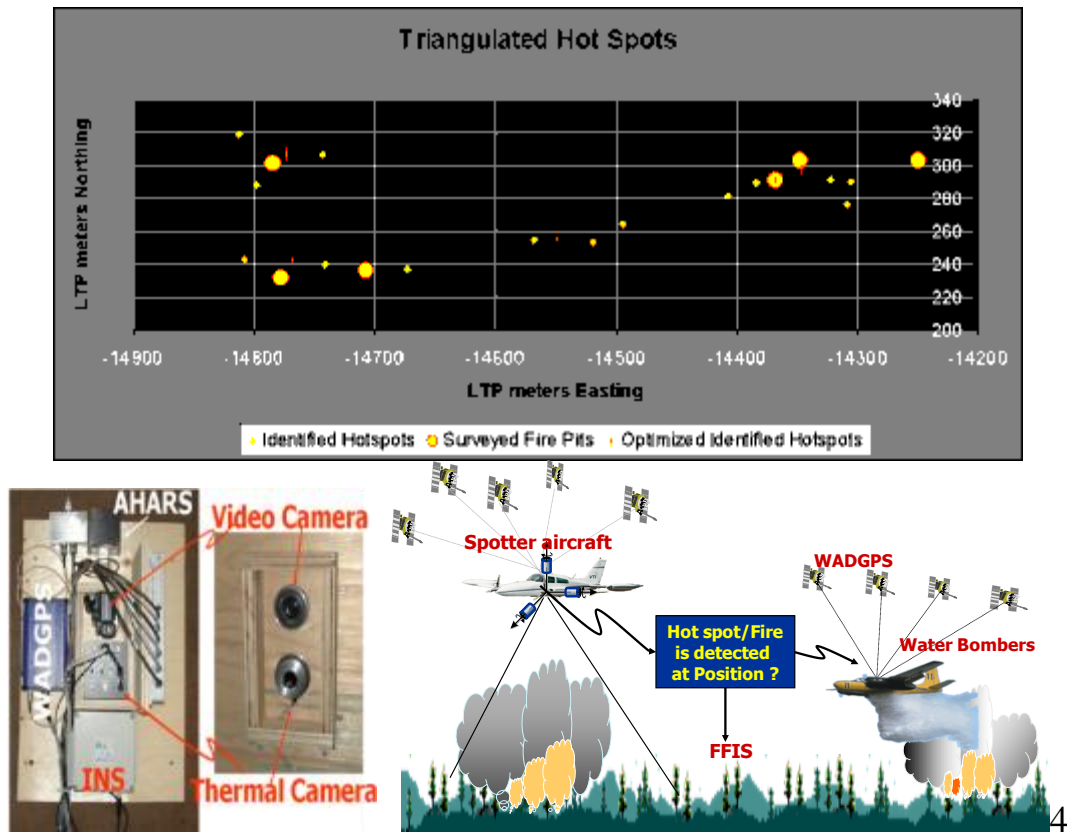 Triangulated Hot Spots
LTP meters Northing
340
320
300
280
260
240
220
200
-14900 -14800 -14700 -14600 -14500 -14400 -14300 -14200
LTP meters Easting
Identified Hotspots Surveyed Fire Pits Optimized Identified Hotspots
AHARS
Video Camera
WADGPS
INS
Thermal Camera
Spotter aircraft
WADGPS
Hot spot/Fire
is detected
at Position ?
Water Bombers
FFIS
4